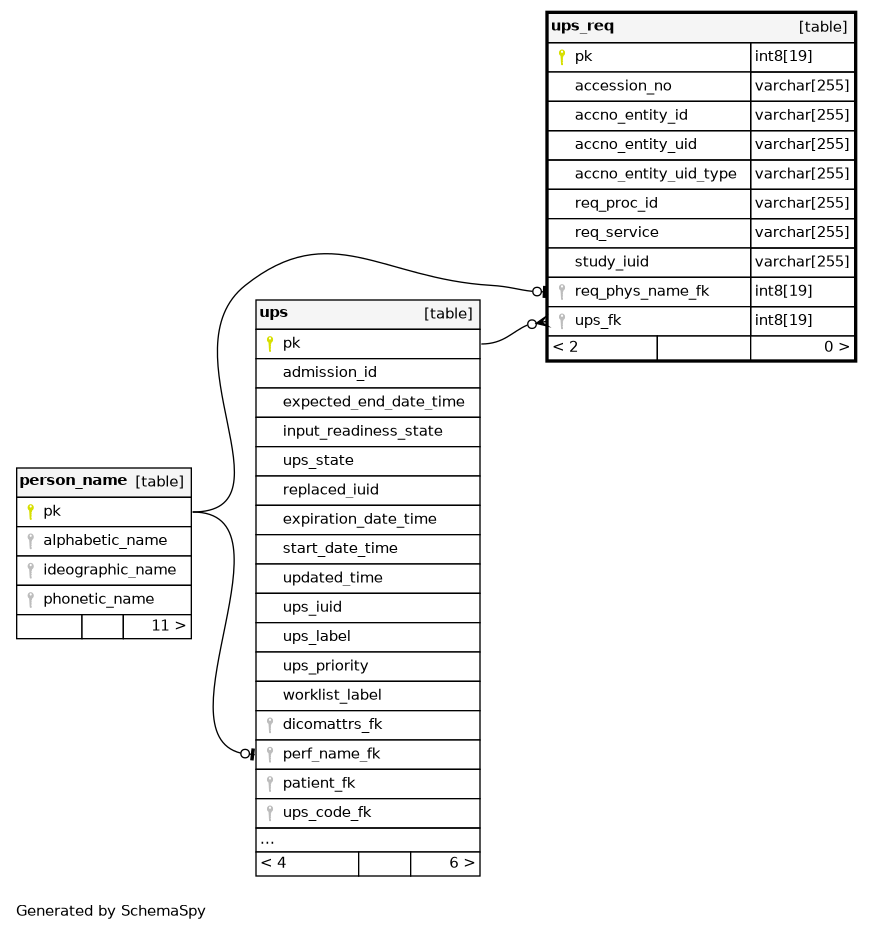 ups_req [table]
pk int8[19]
accession_no varchar[255]
accno_entity_id varchar[255]
accno_entity_uid varchar[255]
accno_entity_uid_type varchar[255]
req_proc_id varchar[255]
req_service varchar[255]
study_iuid varchar[255]
req_phys_name_fk int8[19]
ups_fk int8[19]
< 2 0 >
ups [table]
pk
admission_id
expected_end_date_time
input_readiness_state
ups_state
replaced_iuid
expiration_date_time
start_date_time
updated_time
ups_iuid
ups_label
ups_priority
worklist_label
dicomattrs_fk
perf_name_fk
patient_fk
ups_code_fk
...
< 4 6 >
person_name [table]
pk
alphabetic_name
ideographic_name
phonetic_name
11 >
Generated by SchemaSpy